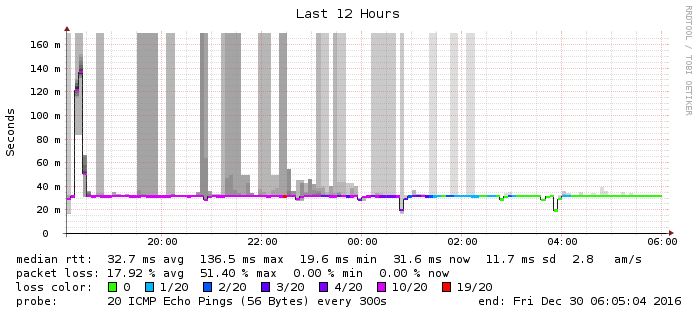 Last 12 Hours
RRDTOOL / TOBI OETIKER
Seconds
160 m
140 m
120 m
100 m
80 m
60 m
40 m
20 m
0
20:00 22:00 00:00 02:00 04:00 06:00
median rtt: 32.7 ms avg 136.5 ms max 19.6 ms min 31.6 ms now 11.7 ms sd 2.8 am/s
packet loss: 17.92 % avg 51.40 % max 0.00 % min 0.00 % now
loss color: 0 1/20 2/20 3/20 4/20 10/20 19/20
probe: 20 ICMP Echo Pings (56 Bytes) every 300s end: Fri Dec 30 06:05:04 2016